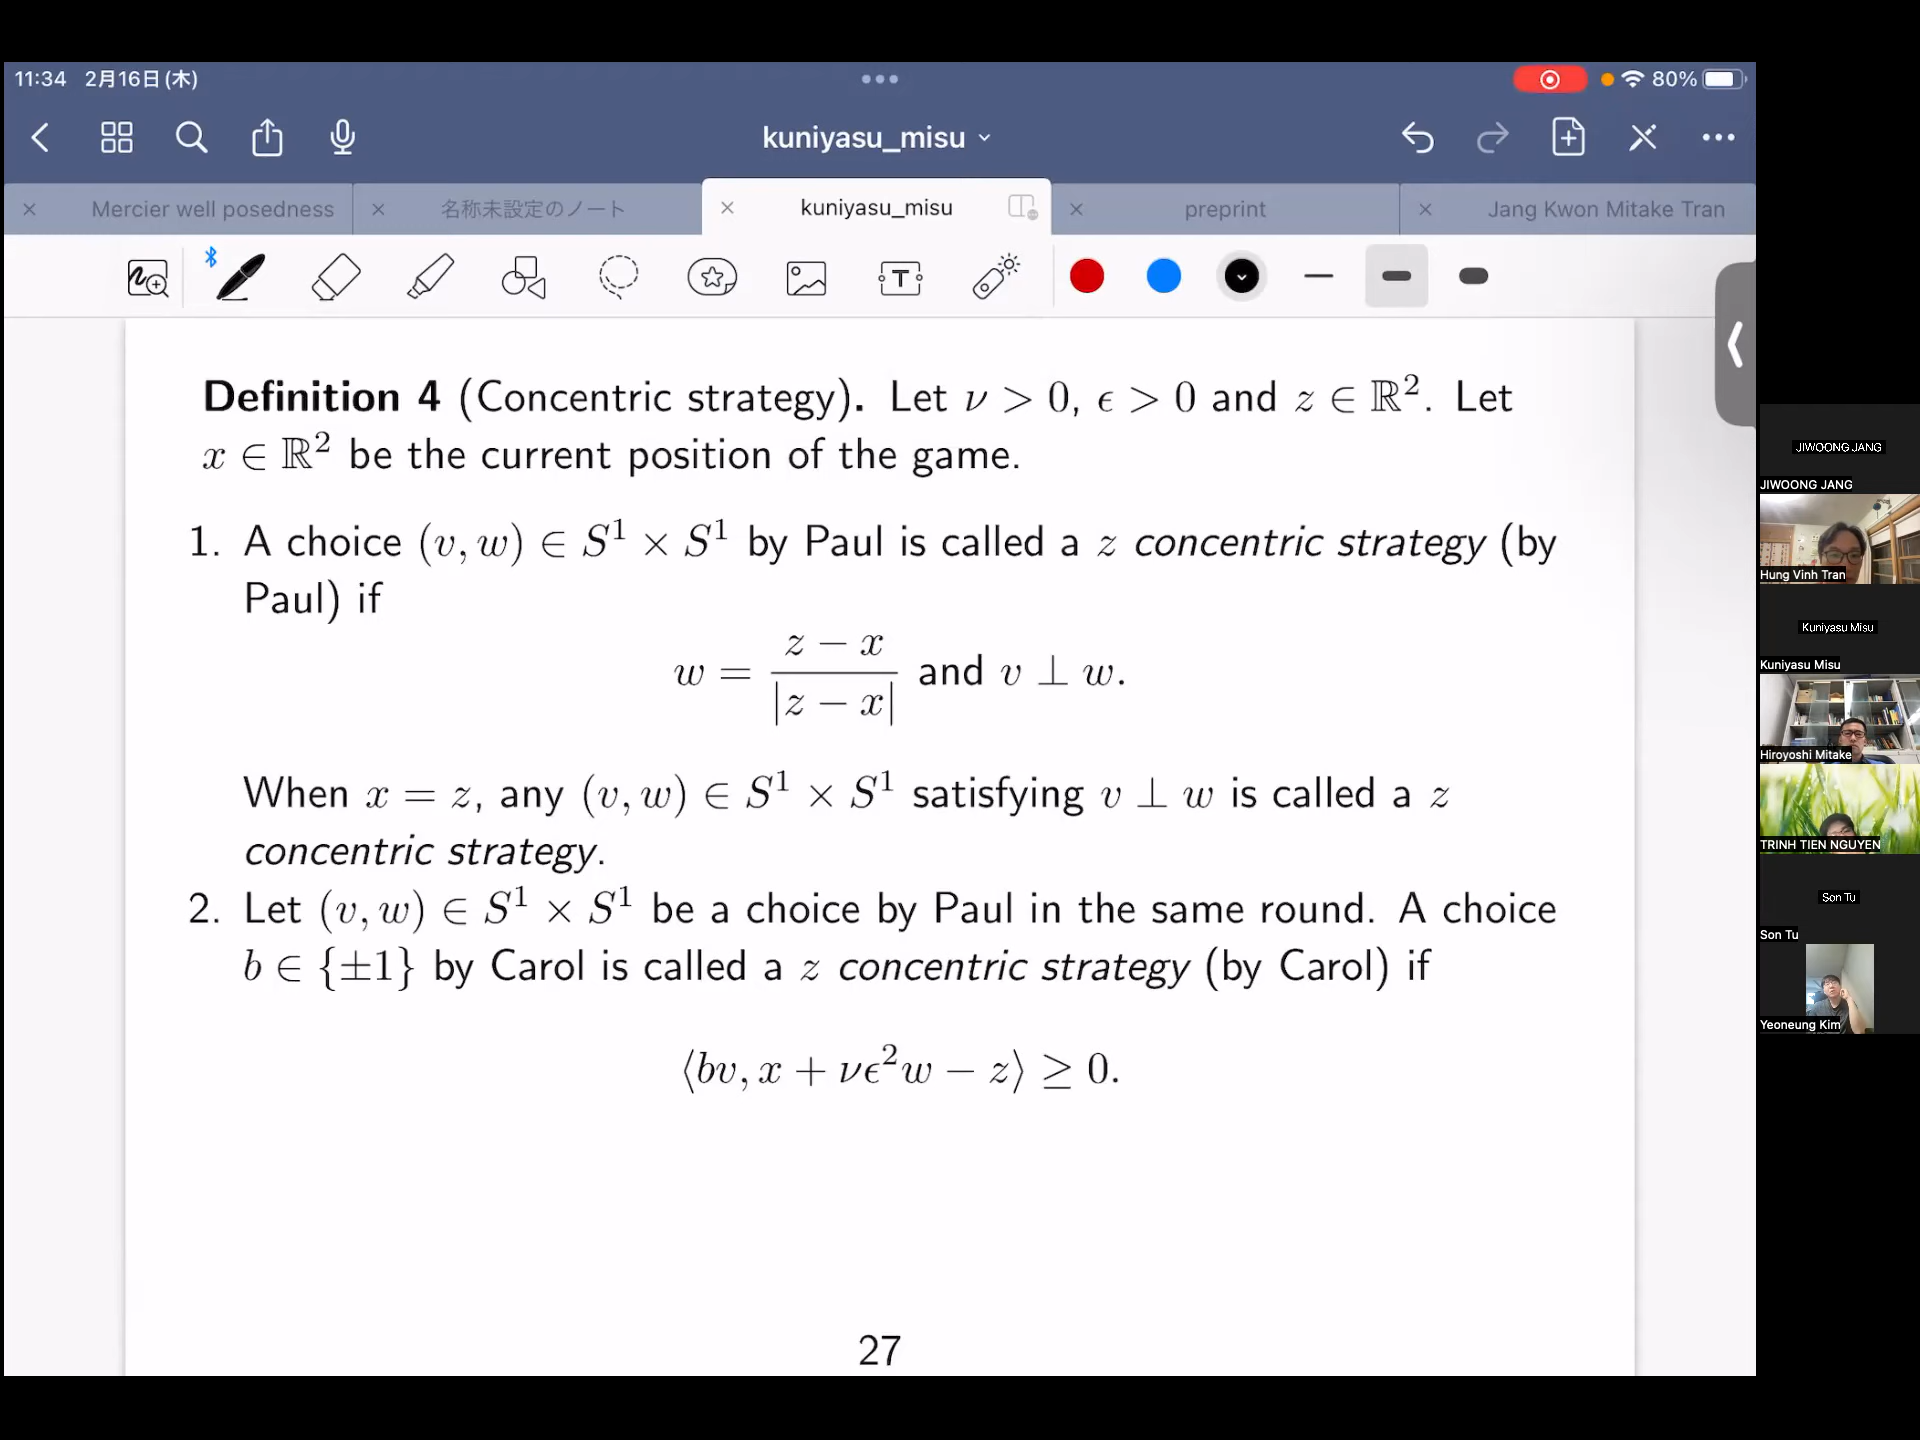 11:34 2月16日(木)
80%
kuniyasu_misu
Mercier well posedness
名称未設定のノート
kuniyasu_misu
preprint
Jang Kwon Mitake Tran
Definition 4 (Concentric strategy). Let ν > 0, ϵ > 0 and z ∈ ℝ². Let
x ∈ ℝ² be the current position of the game.
1. A choice (v, w) ∈ S¹ × S¹ by Paul is called a z concentric strategy (by
Paul) if
w = (z − x)/|z − x| and v ⊥ w.
When x = z, any (v, w) ∈ S¹ × S¹ satisfying v ⊥ w is called a z
concentric strategy.
2. Let (v, w) ∈ S¹ × S¹ be a choice by Paul in the same round. A choice
b ∈ {±1} by Carol is called a z concentric strategy (by Carol) if
⟨bv, x + νϵ²w − z⟩ ≥ 0.
27
JIWOONG JANG
JIWOONG JANG
Hung Vinh Tran
Kuniyasu Misu
Kuniyasu Misu
Hiroyoshi Mitake
TRINH TIEN NGUYEN
Son Tu
Son Tu
Yeoneung Kim